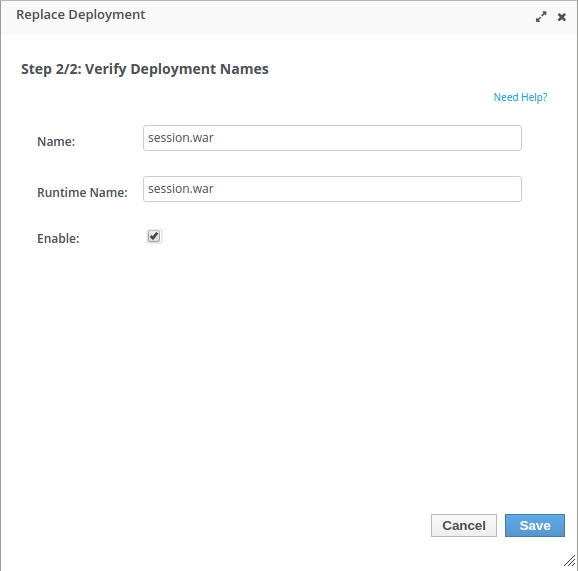 Replace Deployment
Step 2/2: Verify Deployment Names
Need Help?
Name: session.war
Runtime Name: session.war
Enable:
Cancel Save